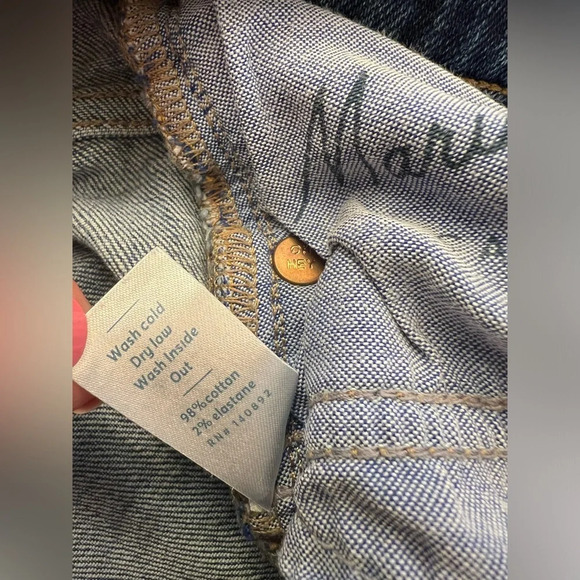 Wash cold
Dry low
Wash Inside
Out
98% cotton
2% elastane
RN# 140892